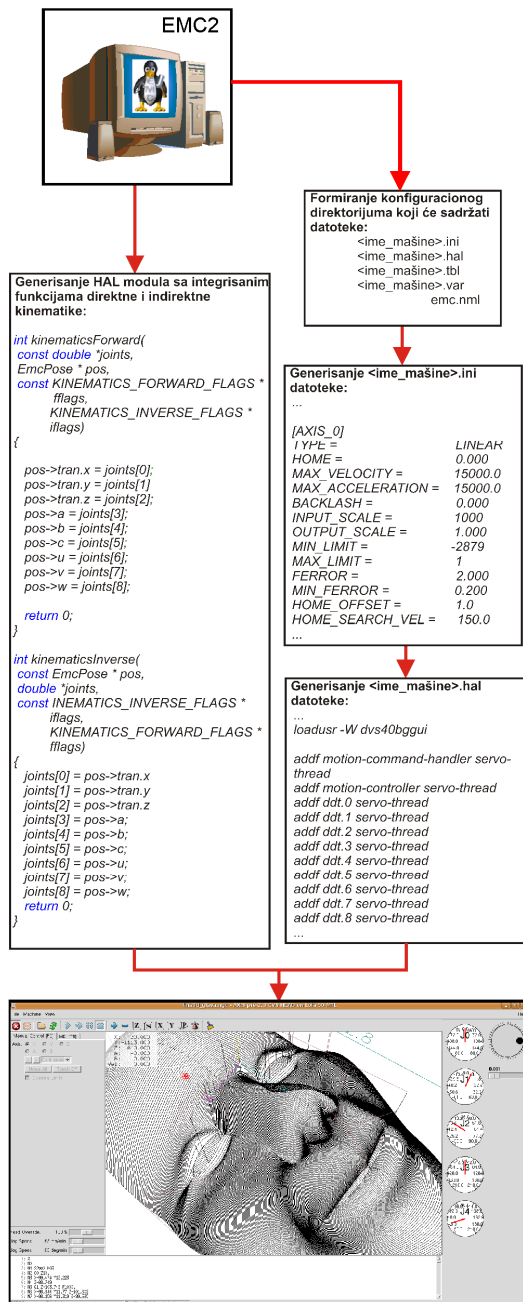 EMC2
Formiranje konfiguracionog
direktorijuma koji će sadržati
datoteke:
<ime_mašine>.ini
<ime_mašine>.hal
<ime_mašine>.tbl
<ime_mašine>.var
emc.nml
Generisanje HAL modula sa integrisanim
funkcijama direktne i indirektne
kinematike:
int kinematicsForward(
const double *joints,
EmcPose * pos,
const KINEMATICS_FORWARD_FLAGS *
fflags,
KINEMATICS_INVERSE_FLAGS *
iflags)
{
pos->tran.x = joints[0];
pos->tran.y = joints[1]
pos->tran.z = joints[2];
pos->a = joints[3];
pos->b = joints[4];
pos->c = joints[5];
pos->u = joints[6];
pos->v = joints[7];
pos->w = joints[8];
return 0;
}
int kinematicsInverse(
const EmcPose * pos,
double *joints,
const INEMATICS_INVERSE_FLAGS *
iflags,
KINEMATICS_FORWARD_FLAGS *
fflags)
{
joints[0] = pos->tran.x
joints[1] = pos->tran.y
joints[2] = pos->tran.z
joints[3] = pos->a;
joints[4] = pos->b;
joints[5] = pos->c;
joints[6] = pos->u;
joints[7] = pos->v;
joints[8] = pos->w;
return 0;
}
Generisanje <ime_mašine>.ini
datoteke:
...
[AXIS_0]
TYPE = LINEAR
HOME = 0.000
MAX_VELOCITY = 15000.0
MAX_ACCELERATION = 15000.0
BACKLASH = 0.000
INPUT_SCALE = 1000
OUTPUT_SCALE = 1.000
MIN_LIMIT = -2879
MAX_LIMIT = 1
FERROR = 2.000
MIN_FERROR = 0.200
HOME_OFFSET = 1.0
HOME_SEARCH_VEL = 150.0
...
Generisanje <ime_mašine>.hal
datoteke:
...
loadusr -W dvs40bggui
addf motion-command-handler servo-
thread
addf motion-controller servo-thread
addf ddt.0 servo-thread
addf ddt.1 servo-thread
addf ddt.2 servo-thread
addf ddt.3 servo-thread
addf ddt.4 servo-thread
addf ddt.5 servo-thread
addf ddt.6 servo-thread
addf ddt.7 servo-thread
addf ddt.8 servo-thread
...
Machine View
J0
J1
J2
J3
J4